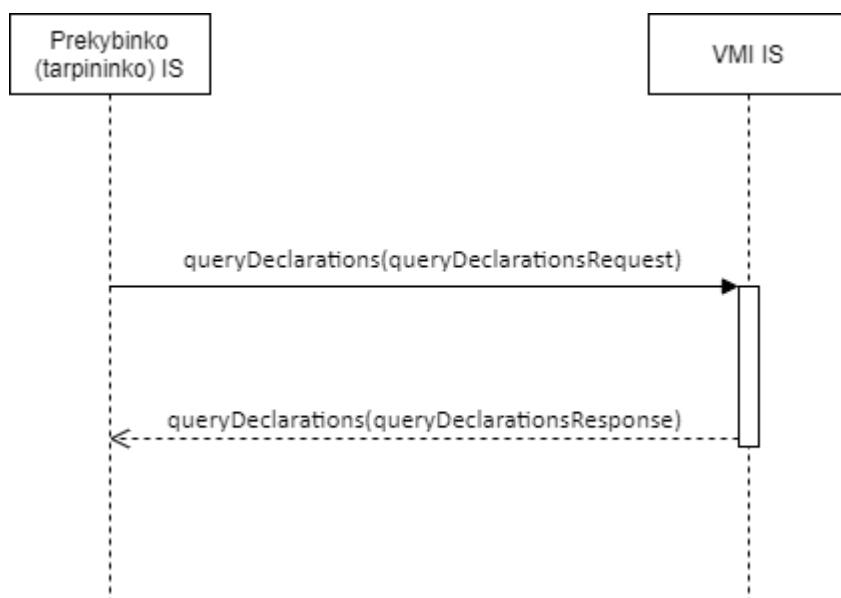 Prekybinko
(tarpininko) IS
VMI IS
queryDeclarations(queryDeclarationsRequest)
queryDeclarations(queryDeclarationsResponse)